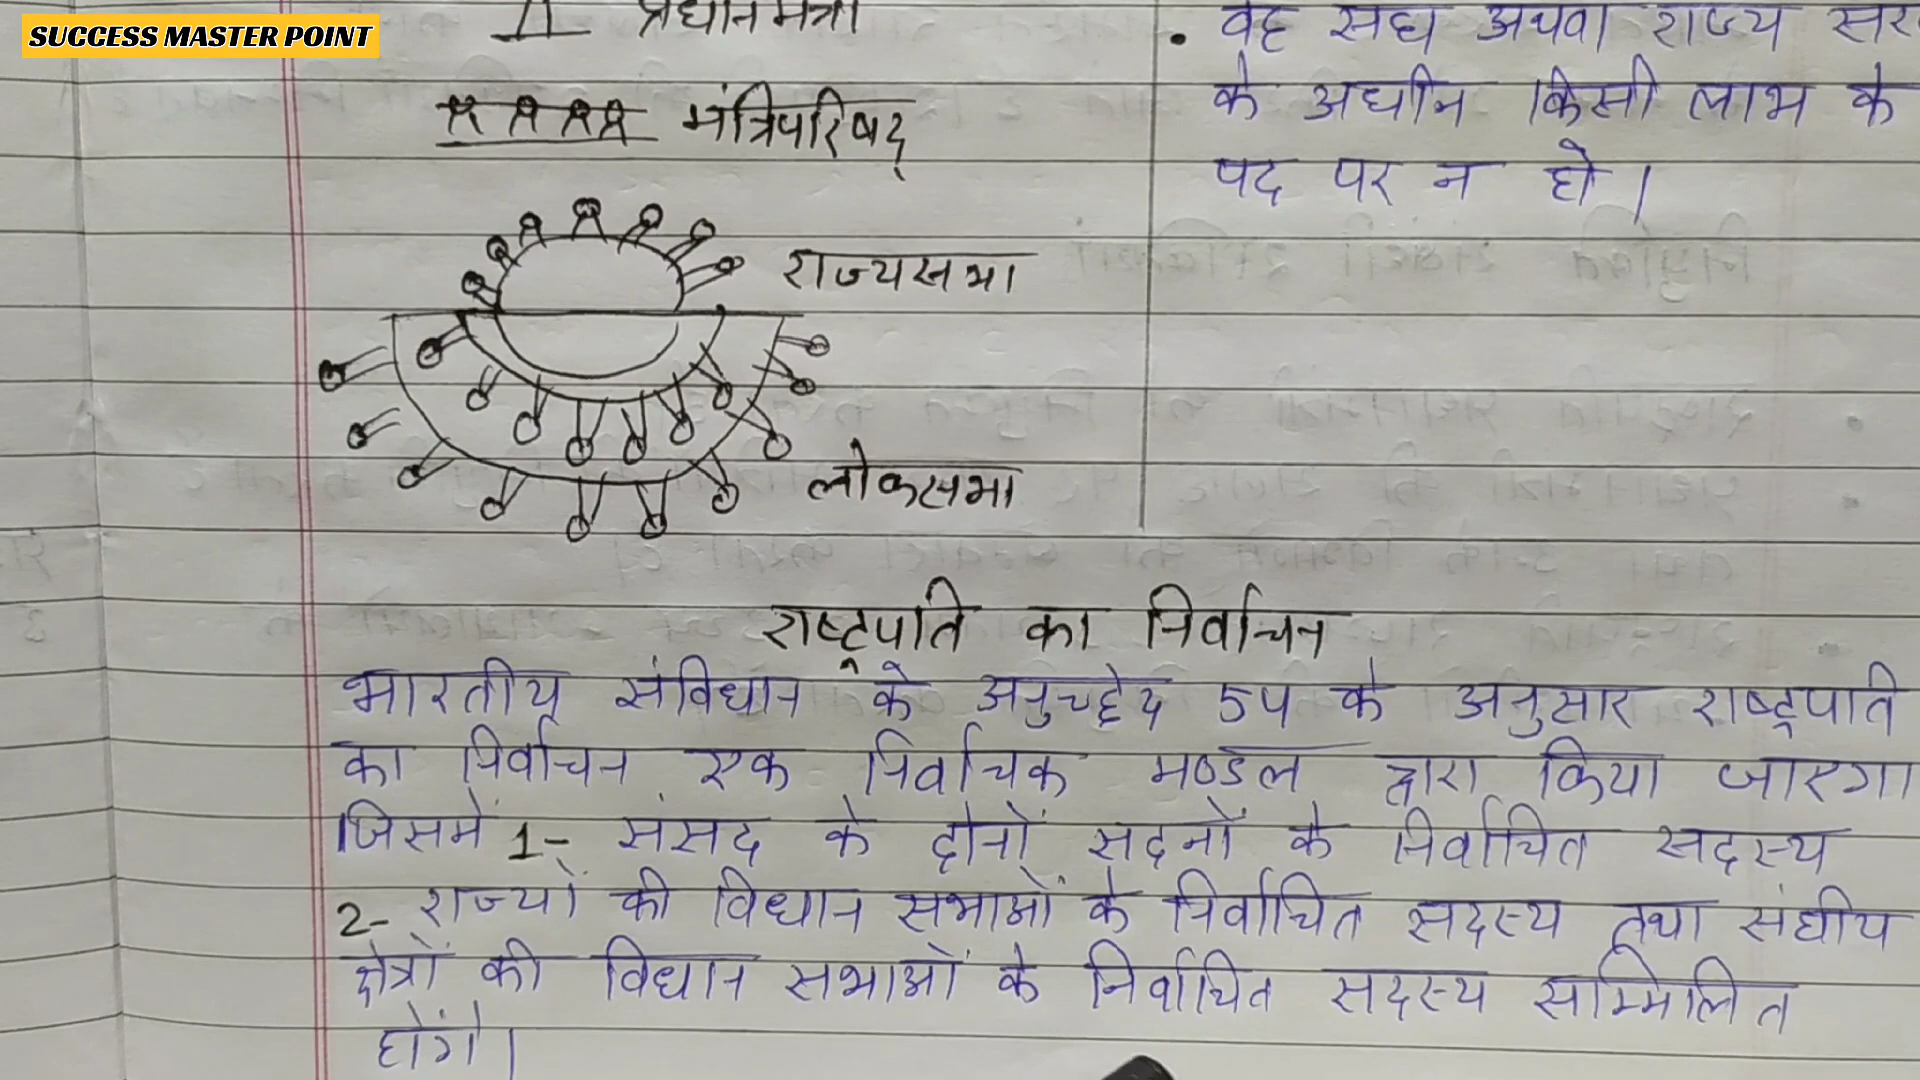 SUCCESS MASTER POINT
प्रधानमंत्री
मंत्रिपरिषद्
राज्यसभा
लोकसभा
• वह संघ अथवा राज्य सर
के अधीन किसी लाभ के
पद पर न हो।
राष्ट्रपति का निर्वाचन
भारतीय संविधान के अनुच्छेद 54 के अनुसार राष्ट्रपति
का निर्वाचन एक निर्वाचक मण्डल द्वारा किया जाएगा
जिसमें 1- संसद के दोनों सदनों के निर्वाचित सदस्य
2- राज्यों की विधान सभाओं के निर्वाचित सदस्य तथा संघीय
क्षेत्रों की विधान सभाओं के निर्वाचित सदस्य सम्मिलित
होंगे।